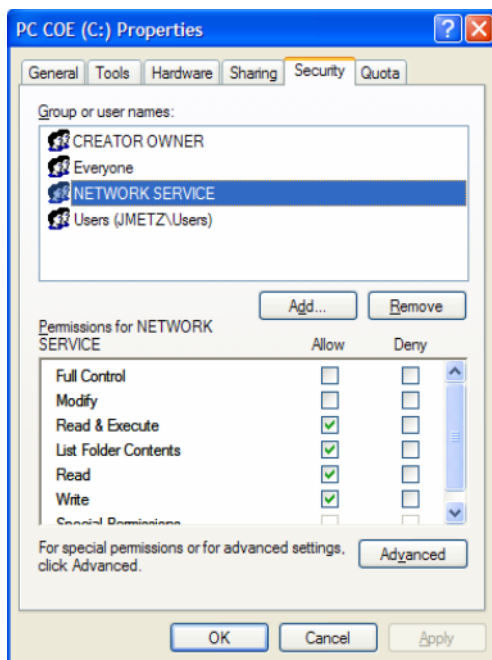 PC COE (C:) Properties
General Tools Hardware Sharing Security Quota
Group or user names:
CREATOR OWNER
Everyone
NETWORK SERVICE
Users (JMETZ\Users)
Add... Remove
Permissions for NETWORK
SERVICE Allow Deny
Full Control
Modify
Read & Execute
List Folder Contents
Read
Write
Special Permissions
For special permissions or for advanced settings,
click Advanced.
Advanced
OK Cancel Apply